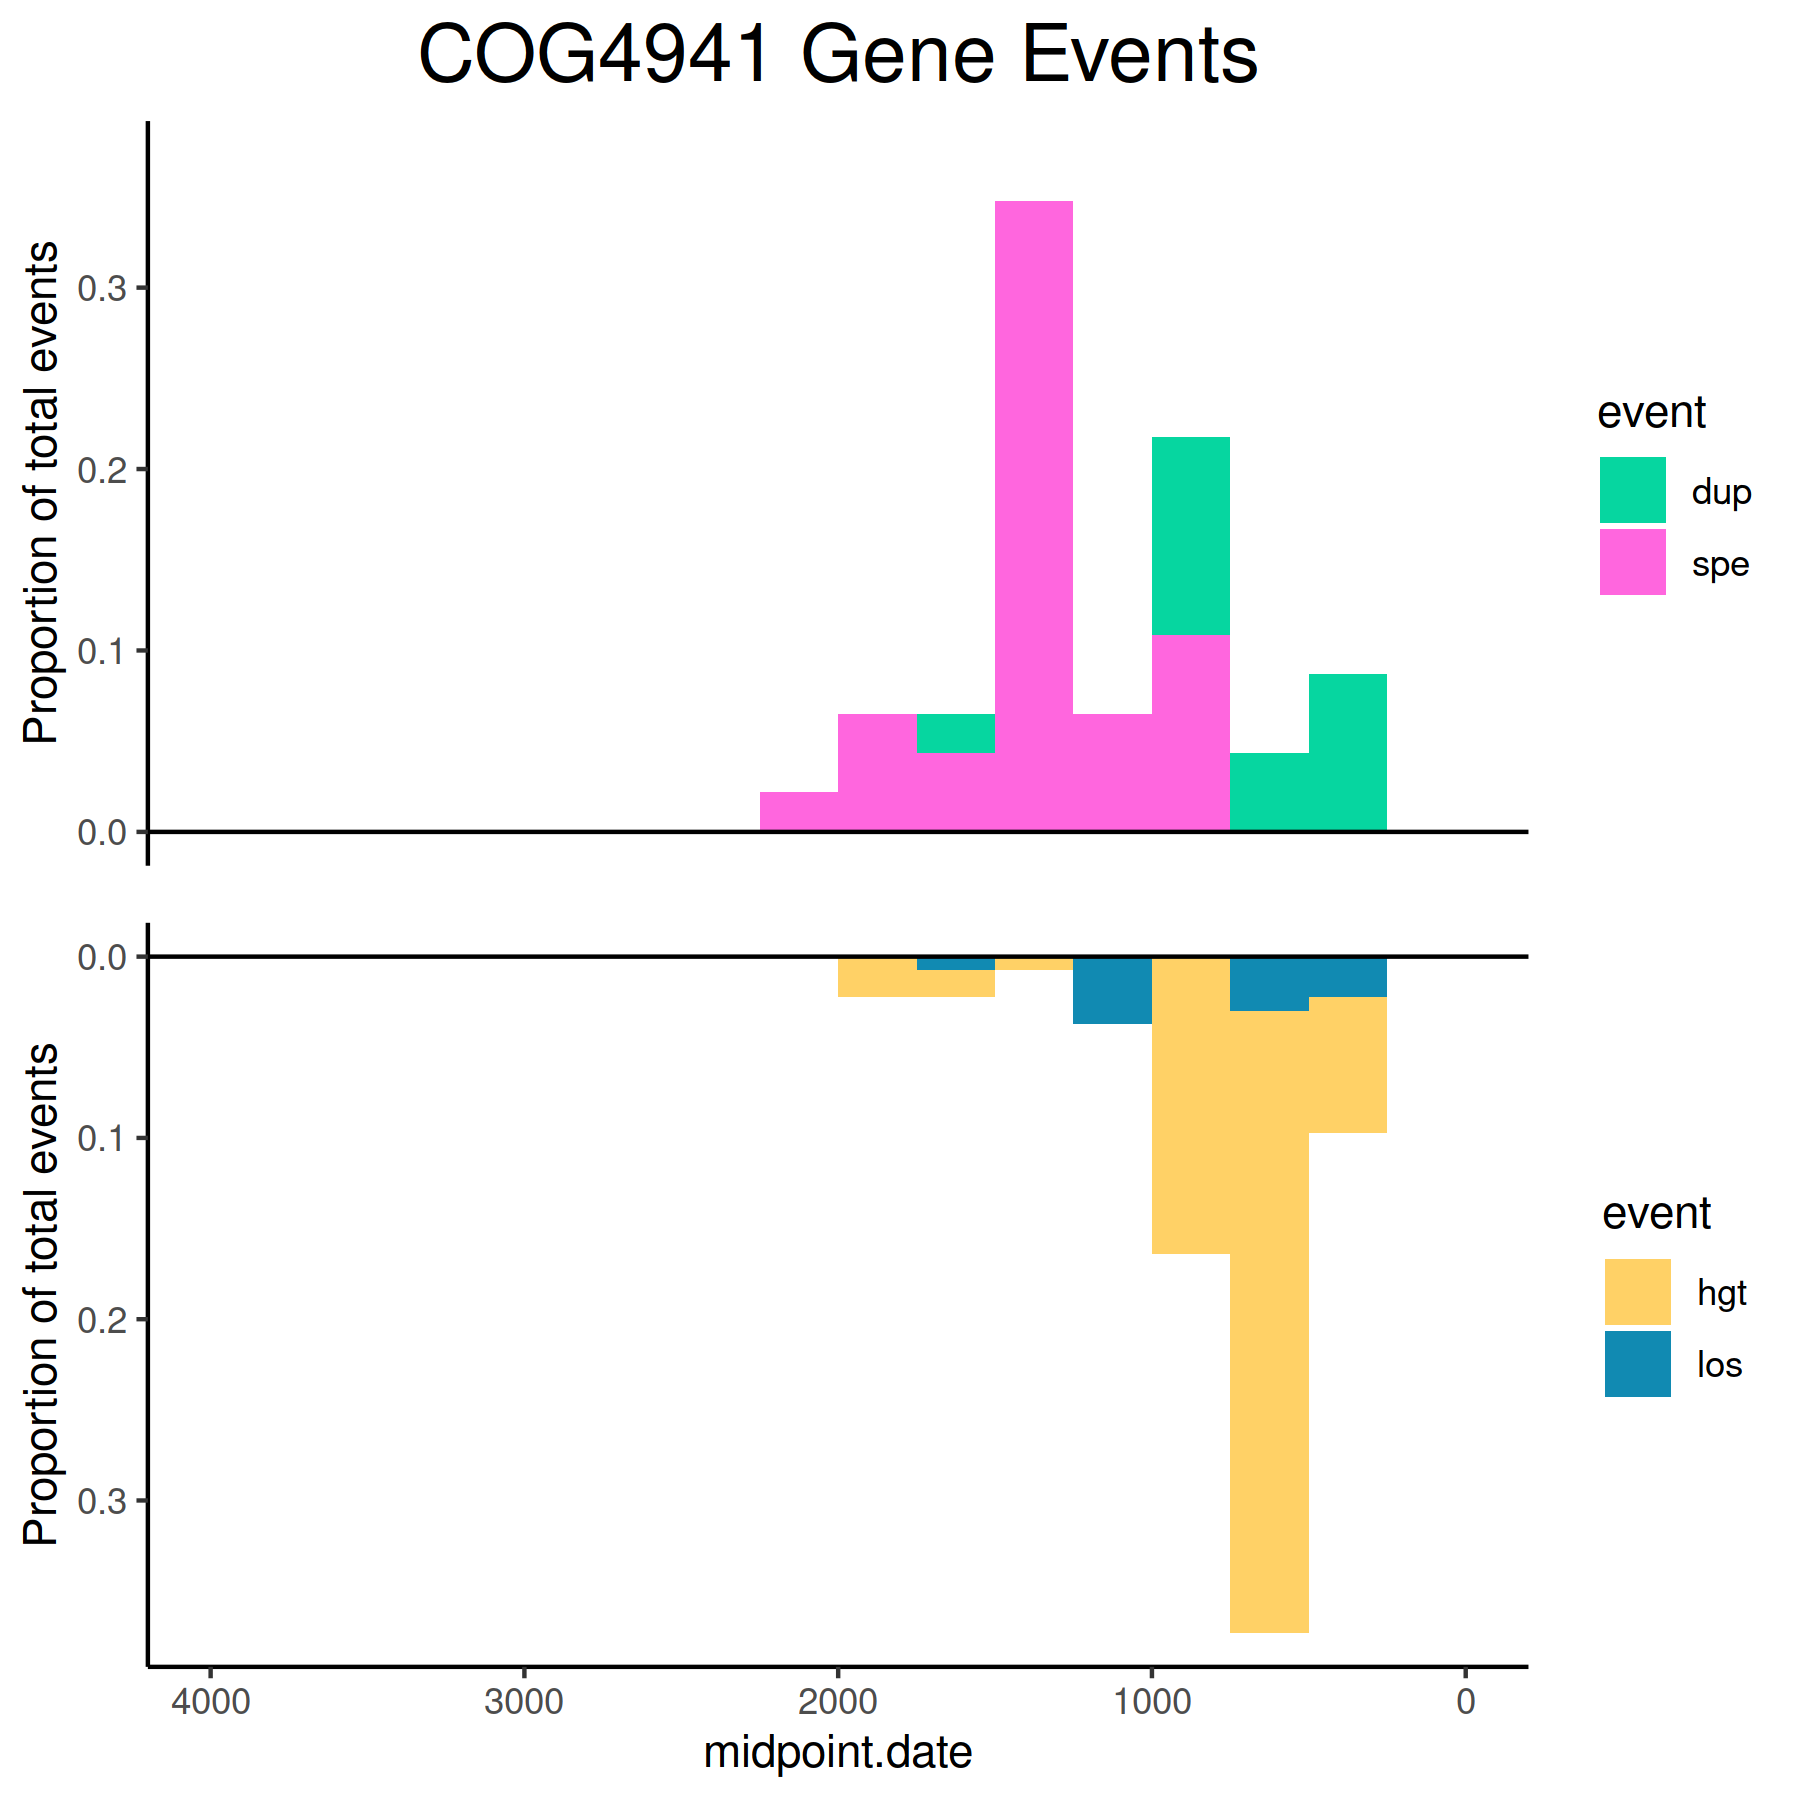 COG4941 Gene Events
Proportion of total events
0.3
0.2
0.1
0.0
event
dup
spe
Proportion of total events
0.0
0.1
0.2
0.3
event
hgt
los
4000 3000 2000 1000 0
midpoint.date